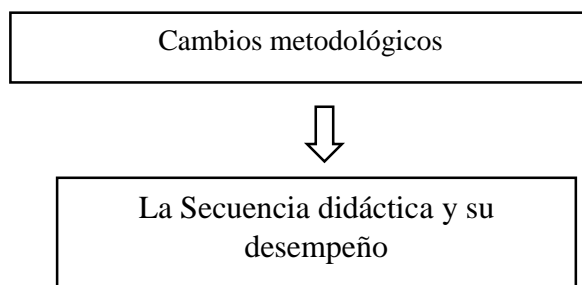 Cambios metodológicos
La Secuencia didáctica y su
desempeño